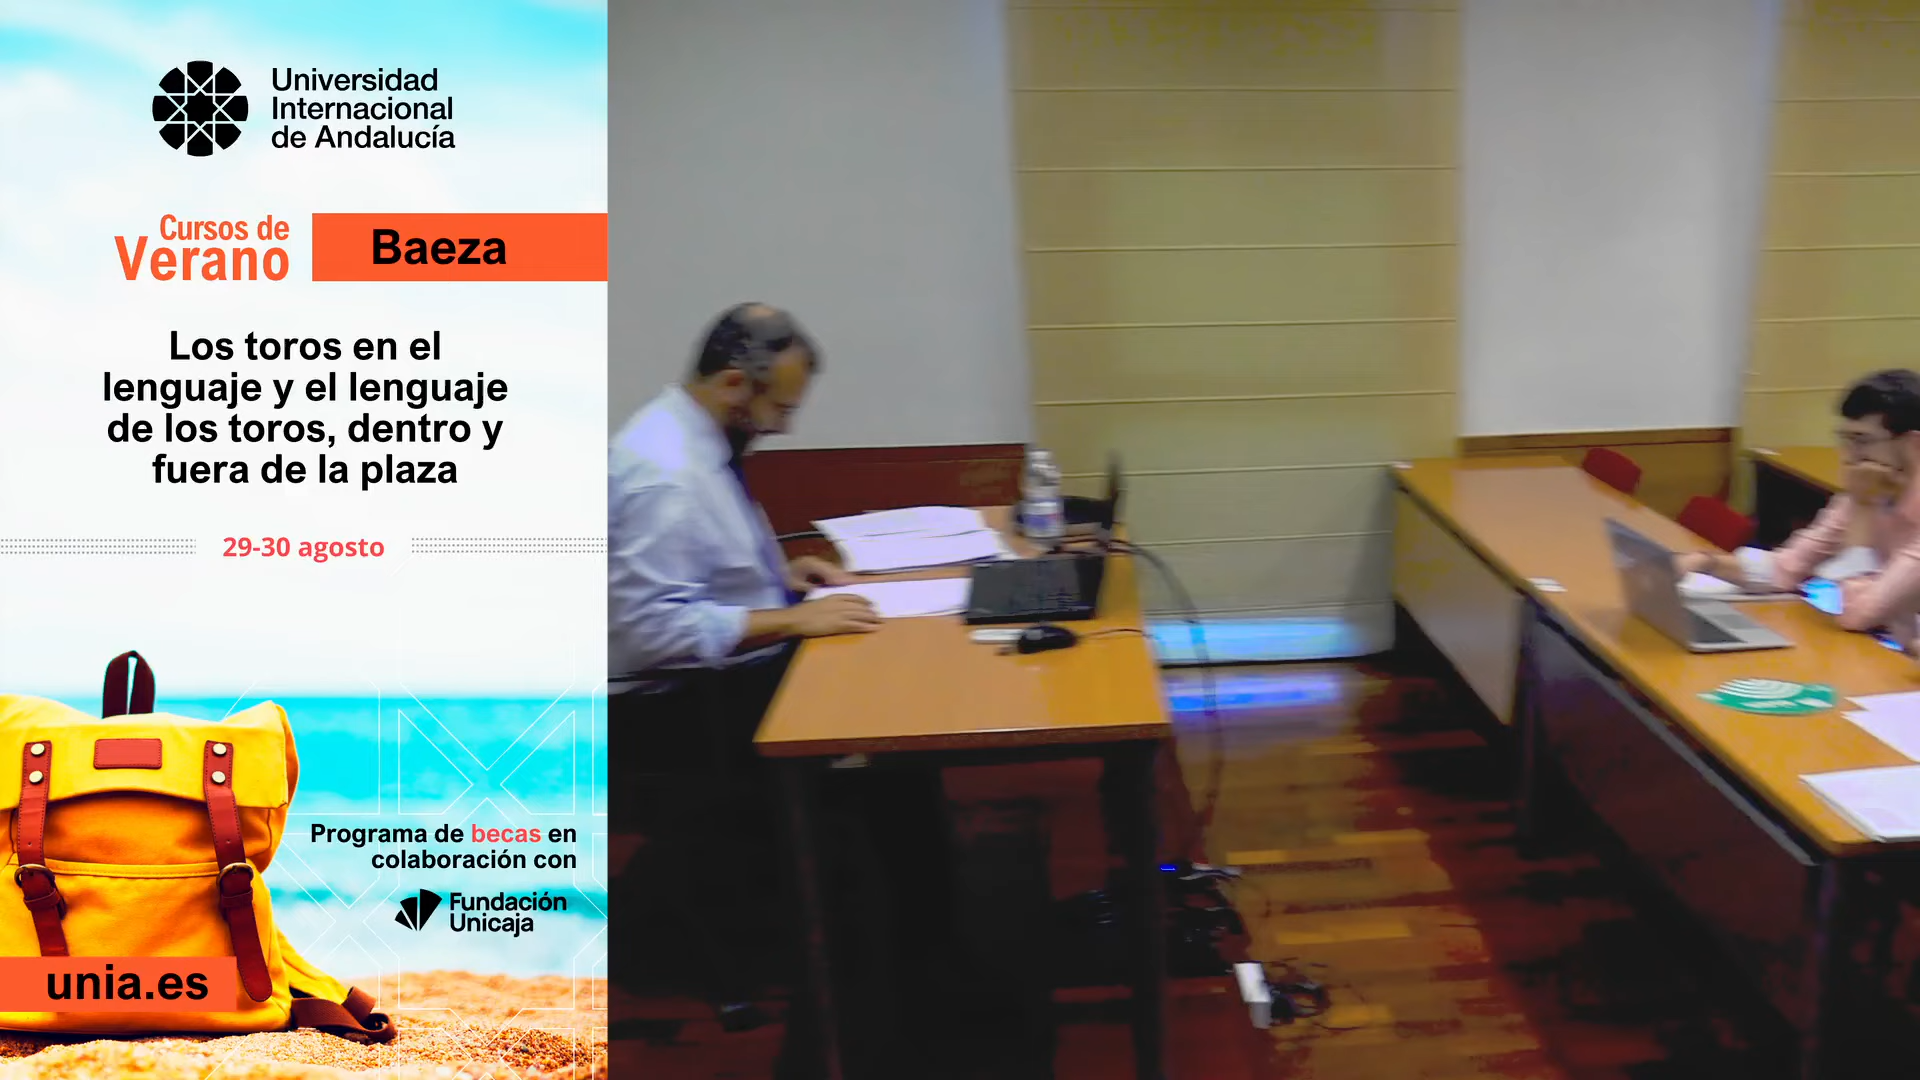 Universidad
Internacional
de Andalucía
Cursos de
Verano
Baeza
Los toros en el
lenguaje y el lenguaje
de los toros, dentro y
fuera de la plaza
29-30 agosto
Programa de becas en
colaboración con
Fundación
Unicaja
unia.es